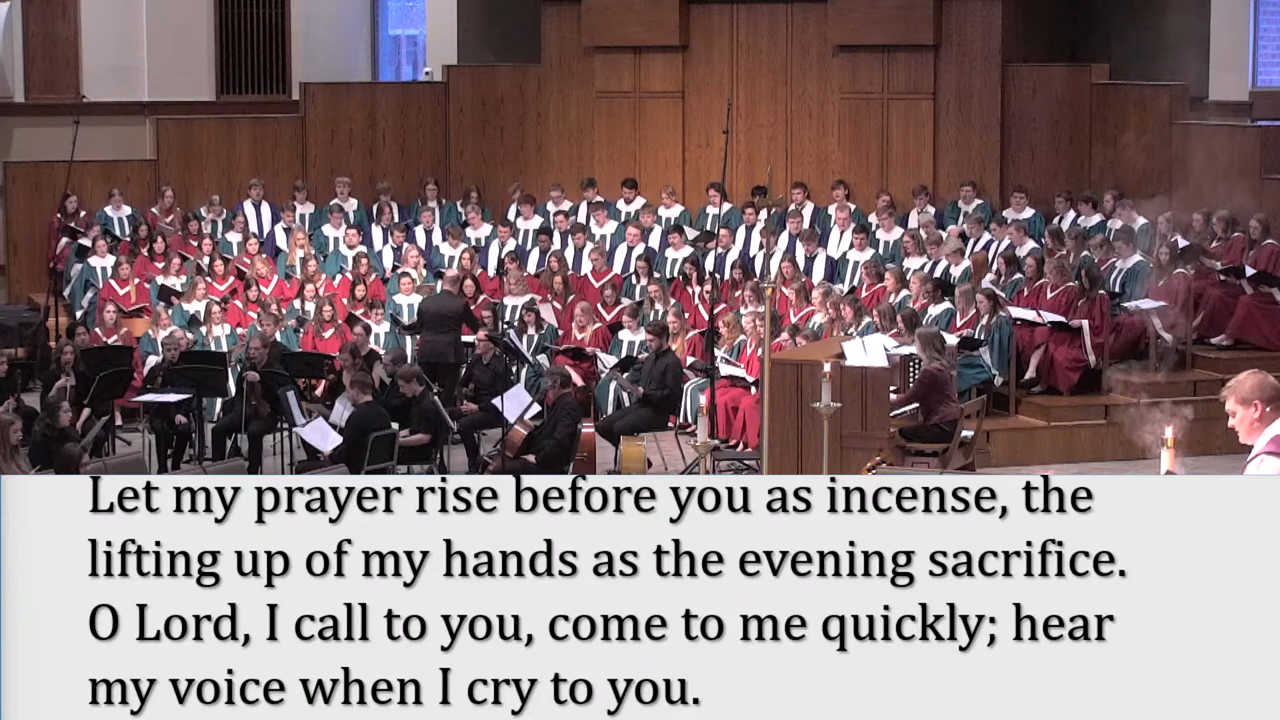 Let my prayer rise before you as incense, the
lifting up of my hands as the evening sacrifice.
O Lord, I call to you, come to me quickly; hear
my voice when I cry to you.